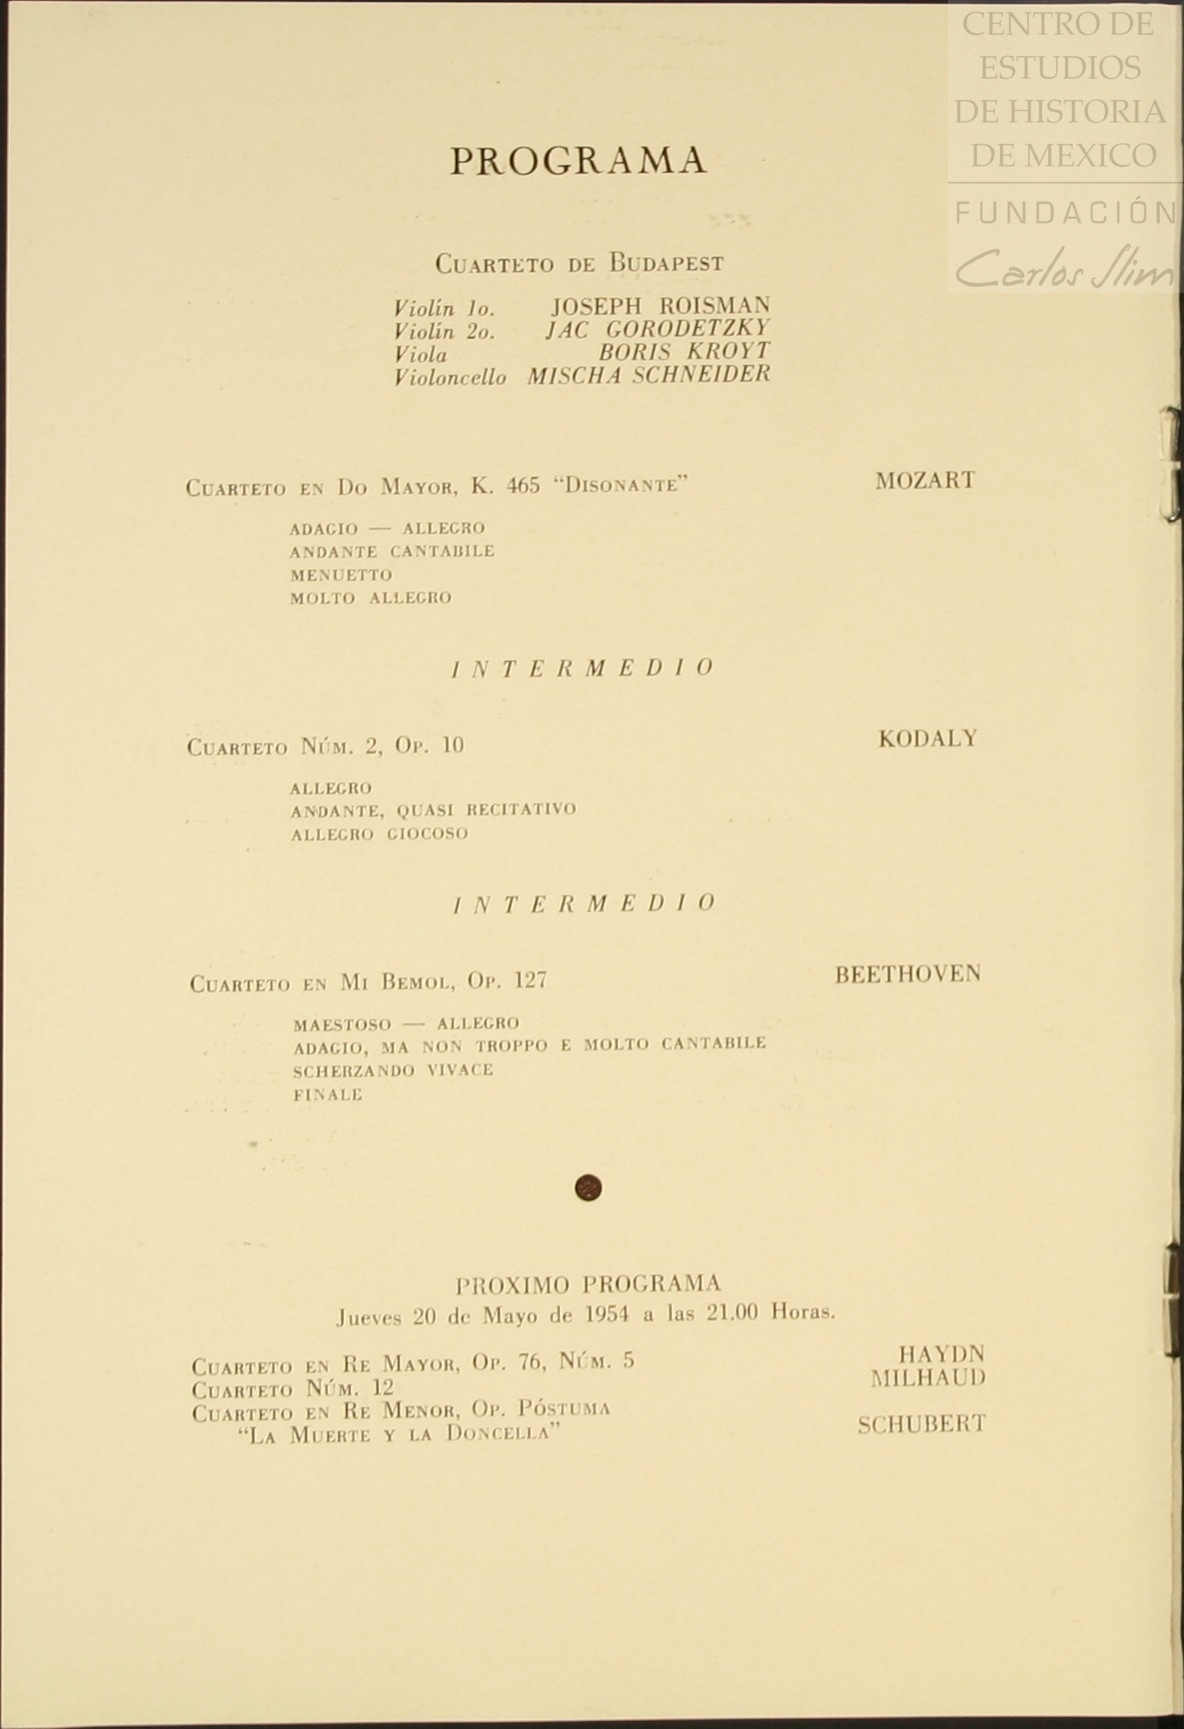 CENTRO DE
ESTUDIOS
DE HISTORIA
DE MEXICO
FUNDACIÓN
Carlos Slim
PROGRAMA
CUARTETO DE BUDAPEST
Violín 1o. JOSEPH ROISMAN
Violín 2o. JAC GORODETZKY
Viola BORIS KROYT
Violoncello MISCHA SCHNEIDER
CUARTETO EN DO MAYOR, K. 465 “DISONANTE” MOZART
ADAGIO — ALLEGRO
ANDANTE CANTABILE
MENUETTO
MOLTO ALLEGRO
INTERMEDIO
CUARTETO NÚM. 2, OP. 10 KODALY
ALLEGRO
ANDANTE, QUASI RECITATIVO
ALLEGRO GIOCOSO
INTERMEDIO
CUARTETO EN MI BEMOL, OP. 127 BEETHOVEN
MAESTOSO — ALLEGRO
ADAGIO, MA NON TROPPO E MOLTO CANTABILE
SCHERZANDO VIVACE
FINALE
PROXIMO PROGRAMA
Jueves 20 de Mayo de 1954 a las 21.00 Horas.
CUARTETO EN RE MAYOR, OP. 76, NÚM. 5 HAYDN
CUARTETO NÚM. 12 MILHAUD
CUARTETO EN RE MENOR, OP. PÓSTUMA
“LA MUERTE Y LA DONCELLA” SCHUBERT